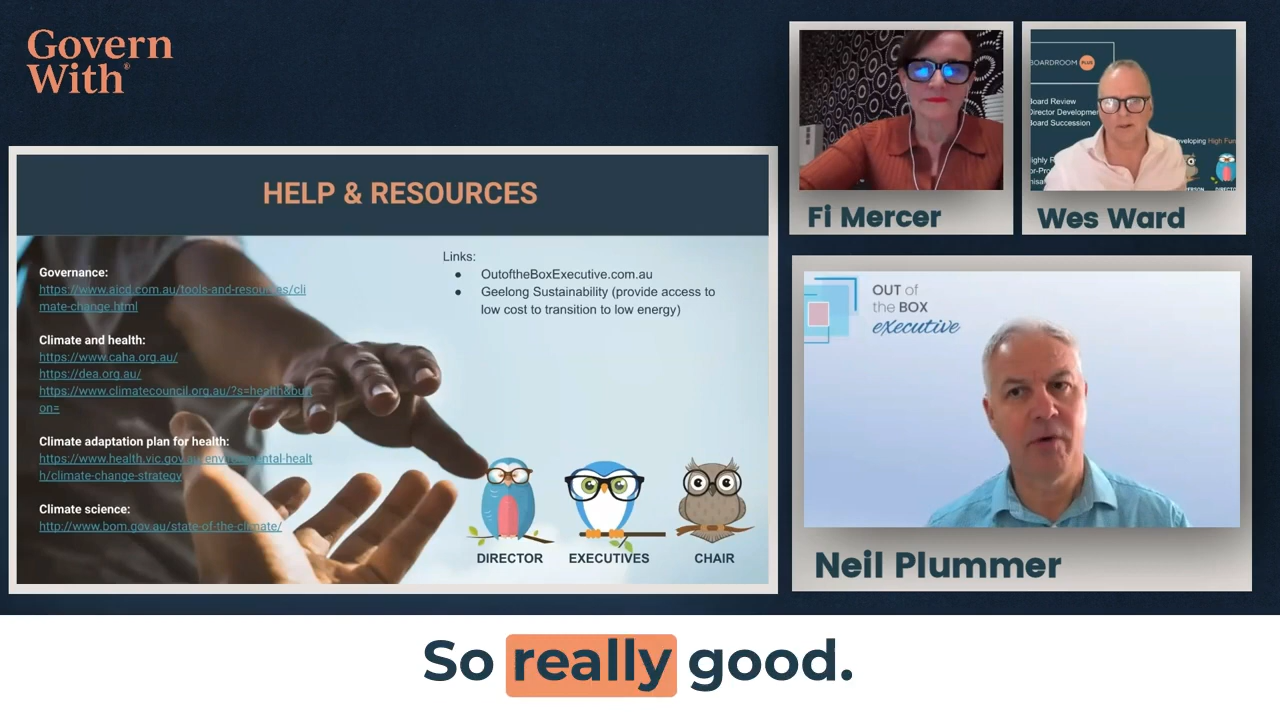 Govern
With®
HELP & RESOURCES
Governance:
https://www.aicd.com.au/tools-and-resources/cli
mate-change.html
Climate and health:
https://www.caha.org.au/
https://dea.org.au/
https://www.climatecouncil.org.au/?s=health&butt
on=
Climate adaptation plan for health:
https://www.health.vic.gov.au/environmental-healt
h/climate-change-strategy
Climate science:
http://www.bom.gov.au/state-of-the-climate/
Links:
● OutoftheBoxExecutive.com.au
● Geelong Sustainability (provide access to
low cost to transition to low energy)
DIRECTOR
EXECUTIVES
CHAIR
Fi Mercer
BOARDROOM PLUS
Board Review
Director Developmen
Board Succession
eveloping High Fun
Wes Ward
OUT of
the BOX
executive
Neil Plummer
So really good.